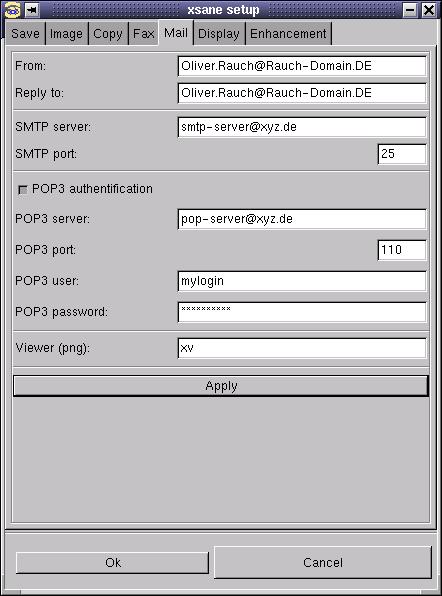 xsane setup
Save Image Copy Fax Mail Display Enhancement
From: Oliver.Rauch@Rauch-Domain.DE
Reply to: Oliver.Rauch@Rauch-Domain.DE
SMTP server: smtp-server@xyz.de
SMTP port: 25
POP3 authentification
POP3 server: pop-server@xyz.de
POP3 port: 110
POP3 user: mylogin
POP3 password: **********
Viewer (png): xv
Apply
Ok Cancel